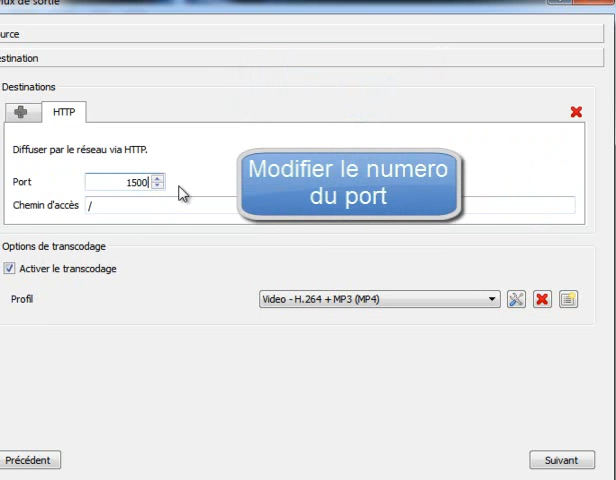 lux de sortie
urce
estination
Destinations
HTTP
Diffuser par le réseau via HTTP.
Port 1500
Chemin d'accès /
Modifier le numero
du port
Options de transcodage
Activer le transcodage
Profil Video - H.264 + MP3 (MP4)
Précédent Suivant